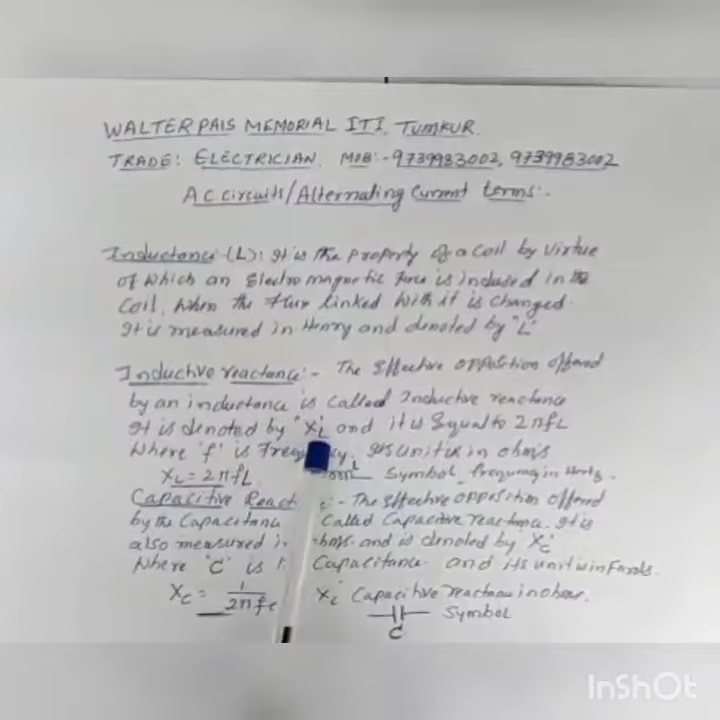 WALTER PAIS MEMORIAL ITI, TUMKUR.
TRADE: ELECTRICIAN. MOB:-9739983002, 9739983002
A.C circuits/Alternating Current terms:-
Inductance (L): It is the property of a coil by virtue
of which an Electro magnetic force is induced in the
coil, when the flux linked with it is changed.
It is measured in Henry and denoted by "L"
Inductive reactance:- The Effective opposition offered
by an inductance is called Inductive reactance
It is denoted by "XL" and it is Equal to 2πfL
Where 'f' is its unit is in ohm's
XL = 2πfL Symbol, frequency in Hertz.
Capacitive :- The Effective opposition offered
by the Called Capacitive reactance. It is
also measured and is denoted by Xc
Where 'C' is Capacitance and its unit is in Farads.
Xc = 1/2πfc Xc Capacitive reactance in ohms.
Symbol
C
InShOt